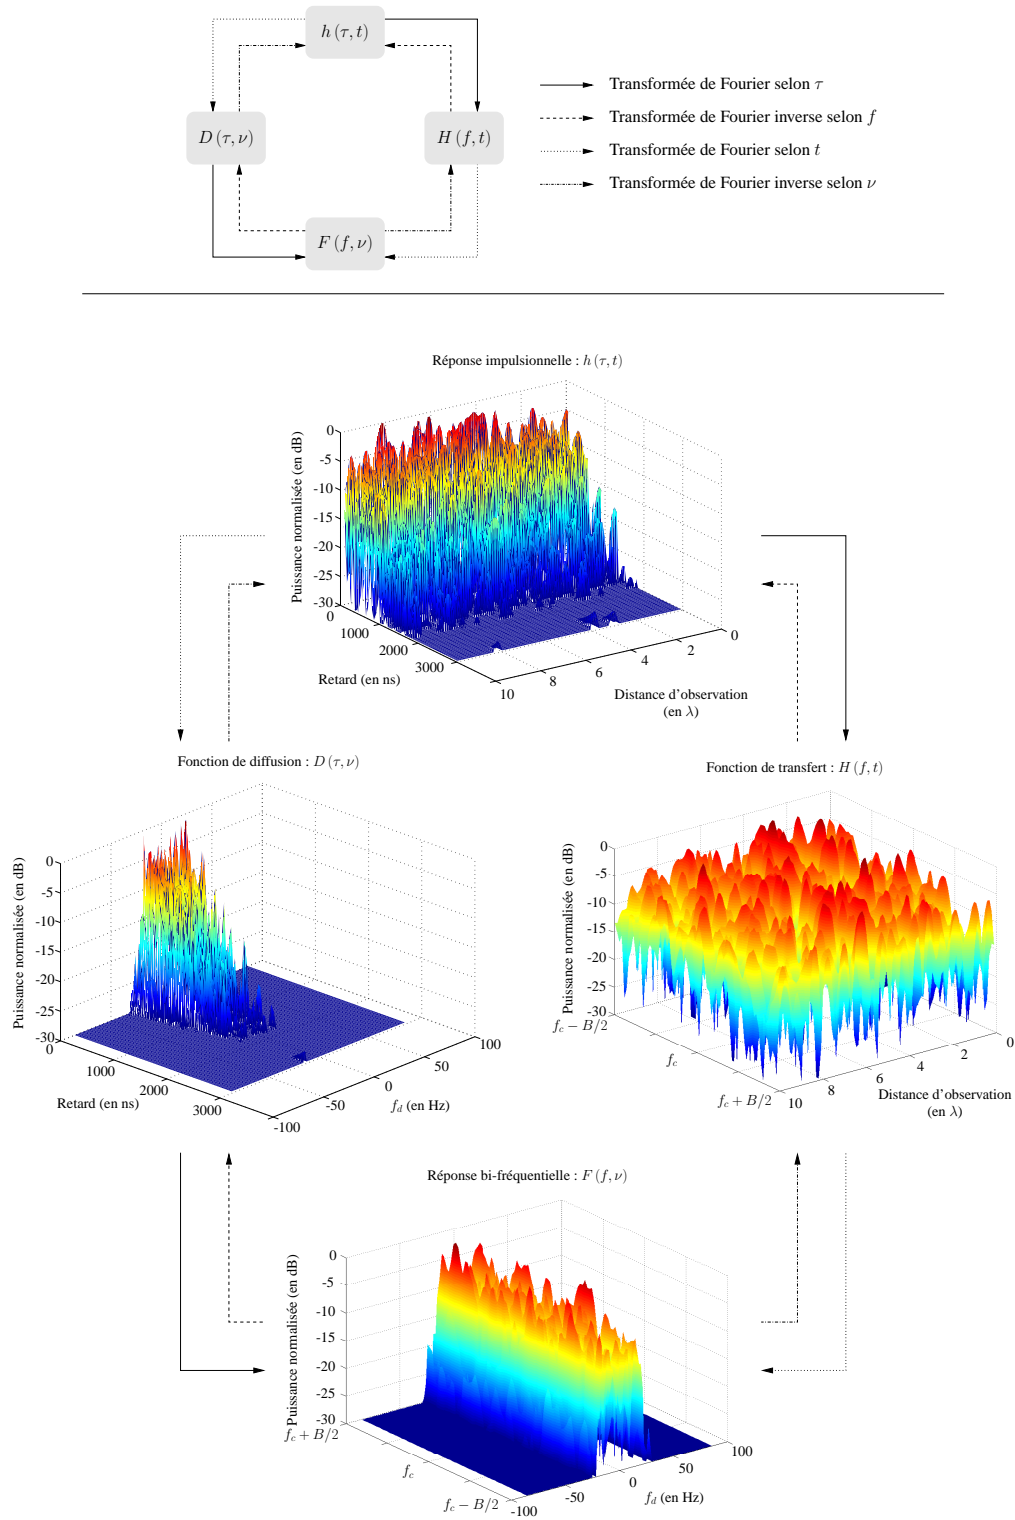 h (τ, t)
D (τ, ν)
H (f, t)
F (f, ν)
Transformée de Fourier selon τ
Transformée de Fourier inverse selon f
Transformée de Fourier selon t
Transformée de Fourier inverse selon ν
Réponse impulsionnelle : h (τ, t)
Puissance normalisée (en dB)
0
-5
-10
-15
-20
-25
-30
0
1000
2000
3000
Retard (en ns)
10
8
6
4
2
0
Distance d'observation
(en λ)
Fonction de diffusion : D (τ, ν)
Puissance normalisée (en dB)
0
-5
-10
-15
-20
-25
-30
0
1000
2000
3000
Retard (en ns)
-100
-50
0
50
100
f_d (en Hz)
Fonction de transfert : H (f, t)
Puissance normalisée (en dB)
0
-5
-10
-15
-20
-25
-30
f_c − B/2
f_c
f_c + B/2
10
8
6
4
2
0
Distance d'observation
(en λ)
Réponse bi-fréquentielle : F (f, ν)
Puissance normalisée (en dB)
0
-5
-10
-15
-20
-25
-30
f_c + B/2
f_c
f_c − B/2
-100
-50
0
50
100
f_d (en Hz)